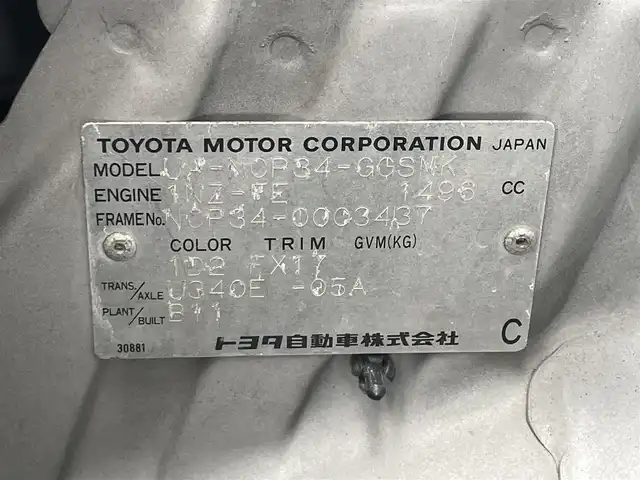 TOYOTA MOTOR CORPORATION JAPAN
MODEL UA-NCP34-GGSMK
ENGINE 1NZ-FE 1496 CC
FRAME No. NCP34-0003437
COLOR TRIM GVM(KG)
1D2 FX17 C
TRANS./AXLE U340E -05A
PLANT/BUILT B11
30881 トヨタ自動車株式会社 C